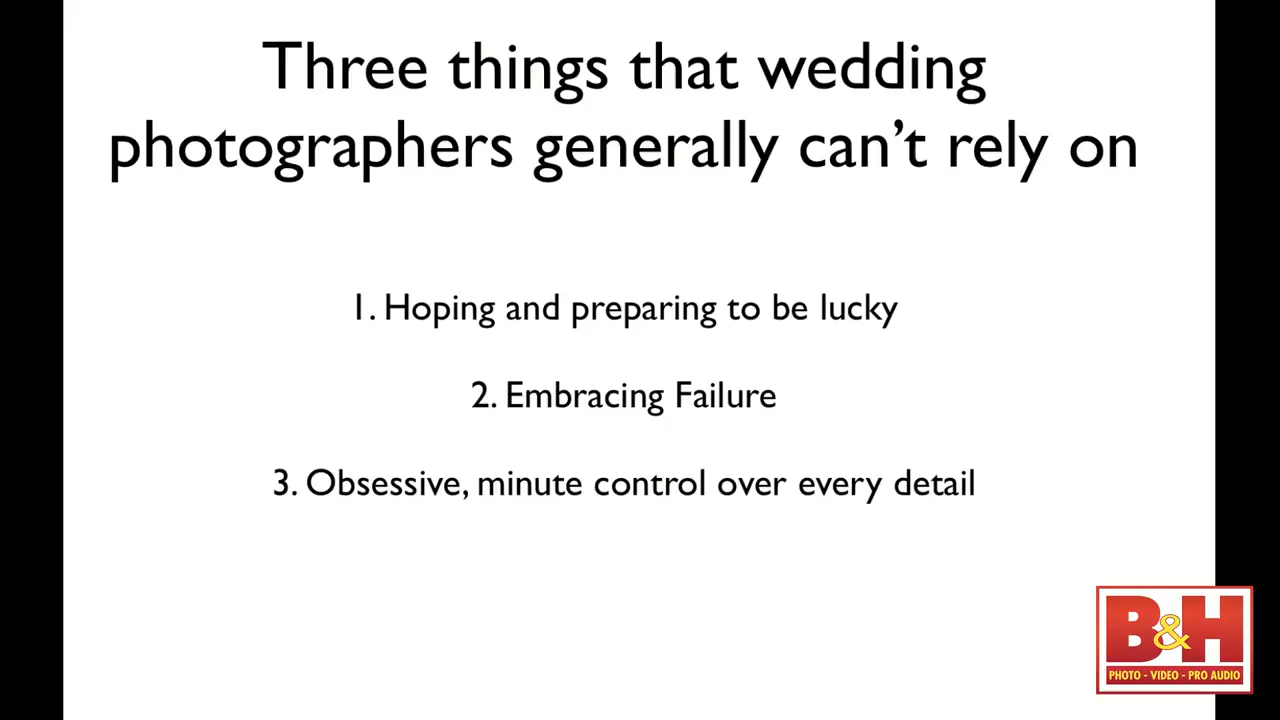 Three things that wedding
photographers generally can’t rely on
1. Hoping and preparing to be lucky
2. Embracing Failure
3. Obsessive, minute control over every detail
B&H
PHOTO - VIDEO - PRO AUDIO